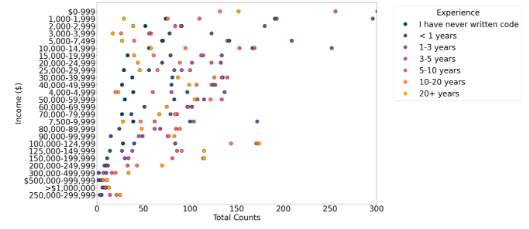 Experience
I have never written code
< 1 years
1-3 years
3-5 years
5-10 years
10-20 years
20+ years
Income ($)
$0-999
1,000-1,999
2,000-2,999
3,000-3,999
5,000-7,499
10,000-14,999
15,000-19,999
20,000-24,999
25,000-29,999
30,000-39,999
40,000-49,999
4,000-4,999
50,000-59,999
60,000-69,999
70,000-79,999
7,500-9,999
80,000-89,999
90,000-99,999
100,000-124,999
125,000-149,999
150,000-199,999
200,000-249,999
300,000-499,999
$500,000-999,999
>$1,000,000
250,000-299,999
0 50 100 150 200 250 300
Total Counts